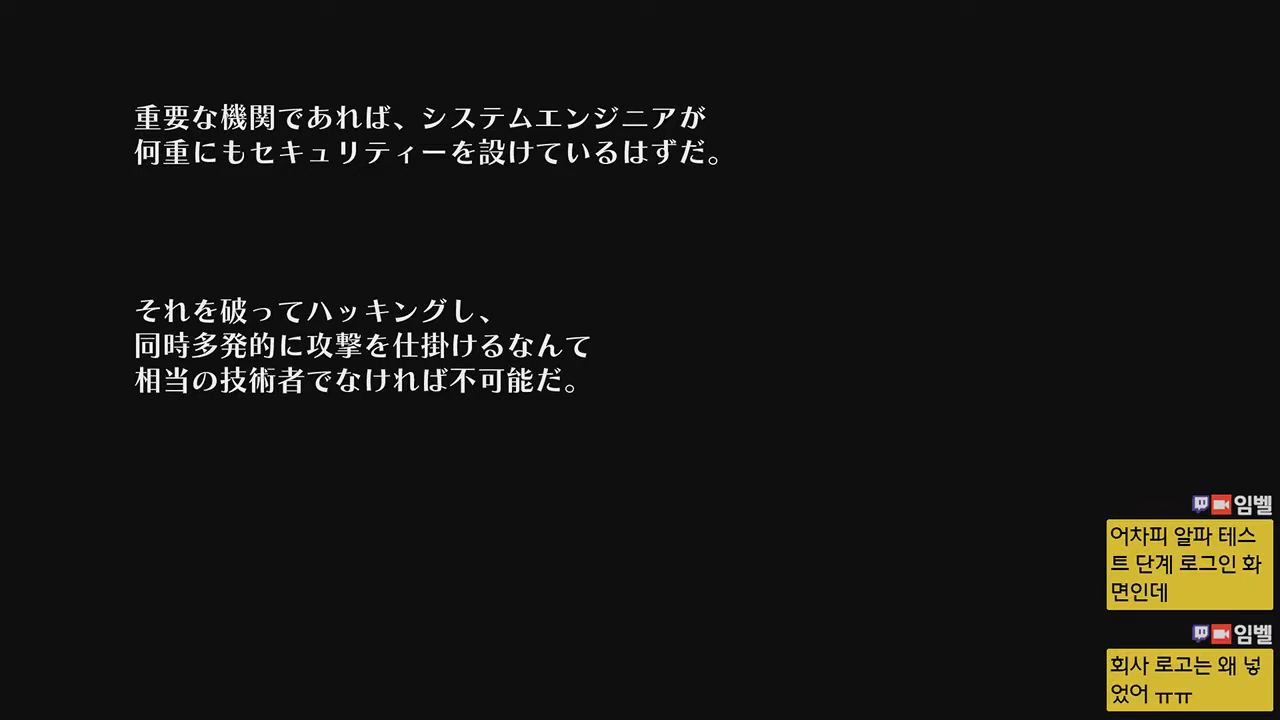 重要な機関であれば、システムエンジニアが
何重にもセキュリティーを設けているはずだ。
それを破ってハッキングし、
同時多発的に攻撃を仕掛けるなんて
相当の技術者でなければ不可能だ。
임벨
어차피 알파 테스
트 단계 로그인 화
면인데
임벨
회사 로고는 왜 넣
었어 ㅠㅠ